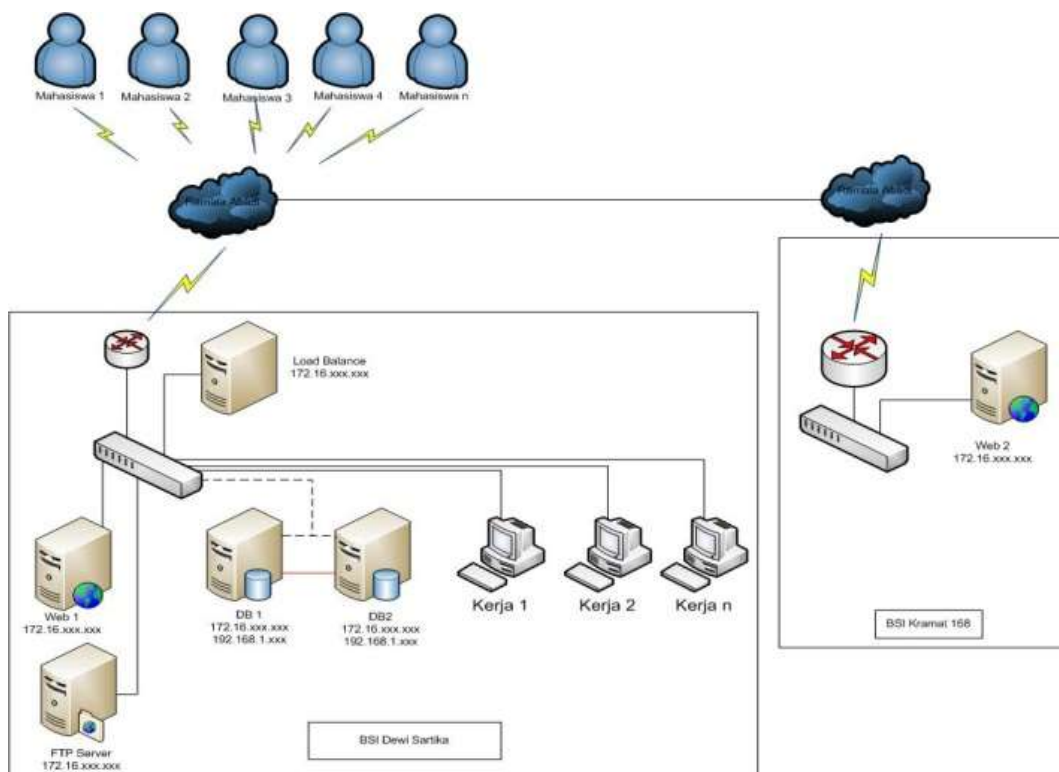 Mahasiswa 1
Mahasiswa 2
Mahasiswa 3
Mahasiswa 4
Mahasiswa n
Abadi
Abadi
Load Balance
172.16.xxx.xxx
Web 2
172.16.xxx.xxx.
Web 1
172.16.xxx.xxx
DB 1
172.16.xxx.xxx
192.168.1.xxx
DB2
172.16.xxx.xxx
192.168.1.xxx
Kerja 1
Kerja 2
Kerja n
BSI Kramat 168
FTP Server
172.16.xxx.xxx
BSI Dewi Sartika